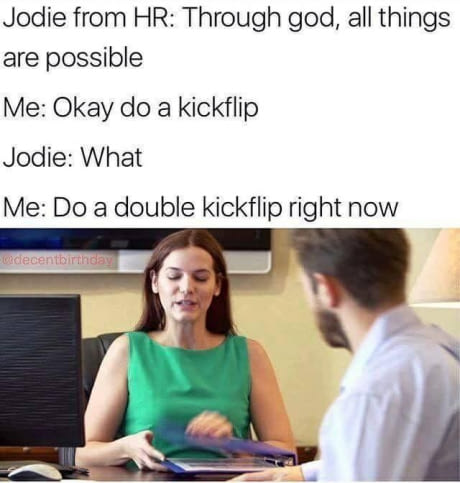 Jodie from HR: Through god, all things
are possible
Me: Okay do a kickflip
Jodie: What
Me: Do a double kickflip right now
@decentbirthday